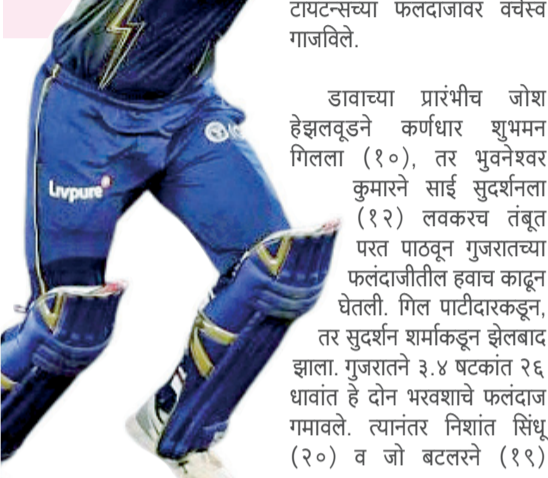 टायटन्सच्या फलंदाजांवर वर्चस्व
गाजविले.
डावाच्या प्रारंभीच जोश
हेझलवूडने कर्णधार शुभमन
गिलला (१०), तर भुवनेश्वर
कुमारने साई सुदर्शनला
(१२) लवकरच तंबूत
परत पाठवून गुजरातच्या
फलंदाजीतील हवाच काढून
घेतली. गिल पाटीदारकडून,
तर सुदर्शन शर्माकडून झेलबाद
झाला. गुजरातने ३.४ षटकांत २६
धावांत हे दोन भरवशाचे फलंदाज
गमावले. त्यानंतर निशांत सिंधू
(२०) व जो बटलरने (१९)
Livpure